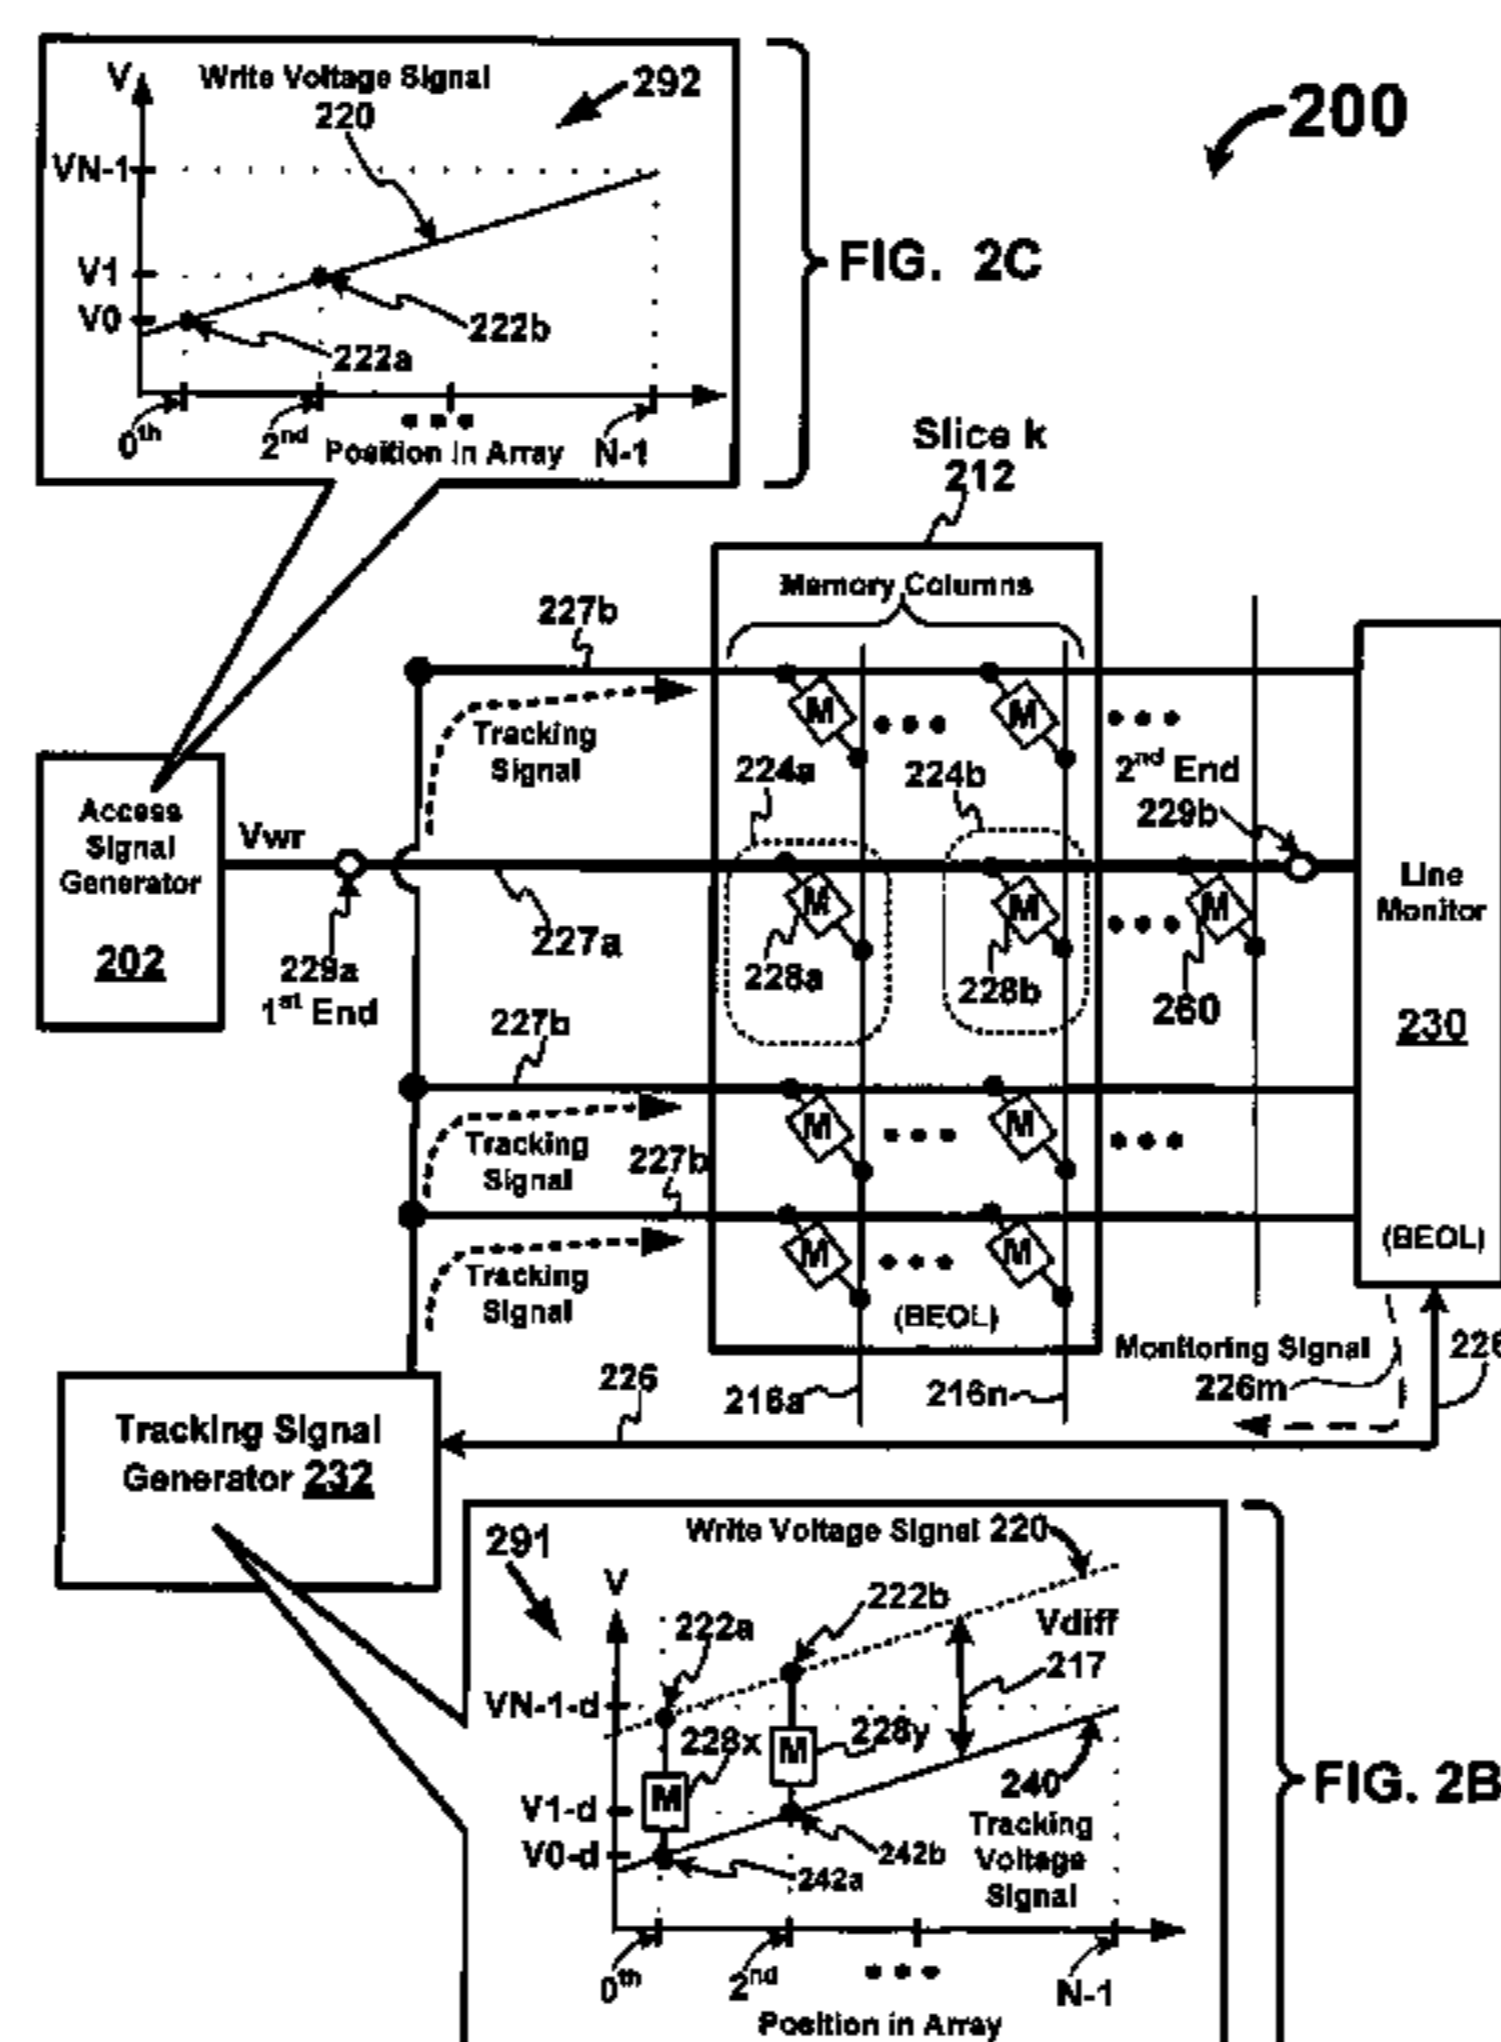 V
Write Voltage Signal
220
292
200
VN-1
V1
V0
222b
222a
FIG. 2C
0th
2nd
• • •
Position in Array
N-1
Slice k
212
Memory Columns
227b
M
• • •
M
• • •
Tracking
Signal
224a
224b
2nd End
229b
Access
Signal
Generator
202
Vwr
229a
1st End
227a
M
228a
M
228b
• • •
M
260
Line
Monitor
230
(BEOL)
227b
M
• • •
M
• • •
Tracking
Signal
227b
M
• • •
M
(BEOL)
Tracking
Signal
Monitoring Signal
226m
226
216a
216n
Tracking Signal
Generator 232
291
Write Voltage Signal 220
V
222a
222b
Vdiff
217
VN-1-d
228x
M
228y
M
V1-d
V0-d
242a
242b
240
Tracking
Voltage
Signal
FIG. 2B
0th
2nd
• • •
N-1
Position in Array